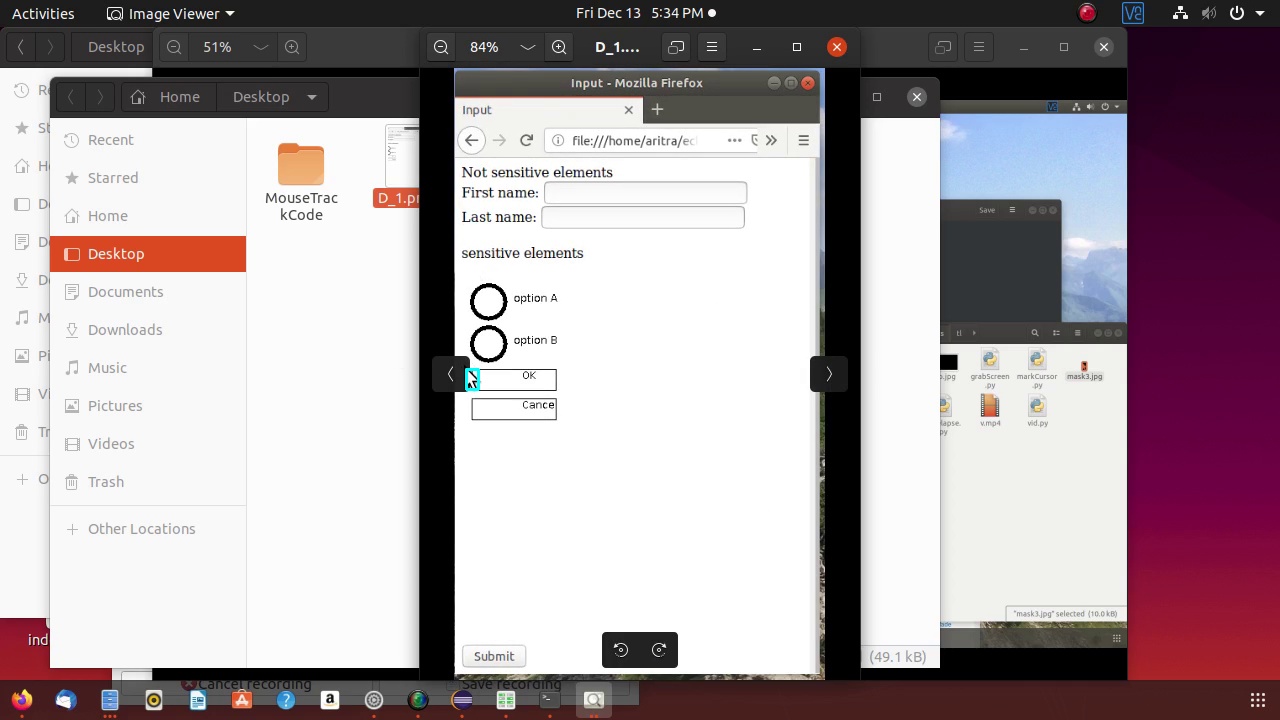 Activities
Image Viewer
Fri Dec 13 5:34 PM
Desktop
51%
84%
D_1....
Home
Desktop
Recent
Starred
Home
Desktop
Documents
Downloads
Music
Pictures
Videos
Trash
Other Locations
MouseTrac
kCode
D_1.pr
Input - Mozilla Firefox
Input
file:///home/aritra/ec
Not sensitive elements
First name:
Last name:
sensitive elements
option A
option B
OK
Cance
Submit
Save
grabScreen
.py
markCursor
.py
mask3.jpg
v.mp4
vid.py
"mask3.jpg" selected (10.0 kB)
(49.1 kB)
Cancel recording
Save recording